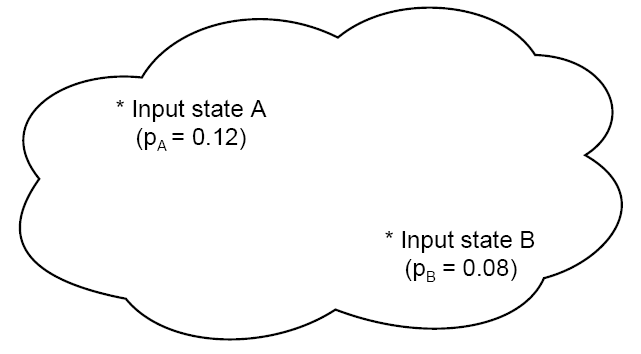 * Input state A
(pA = 0.12)
* Input state B
(pB = 0.08)